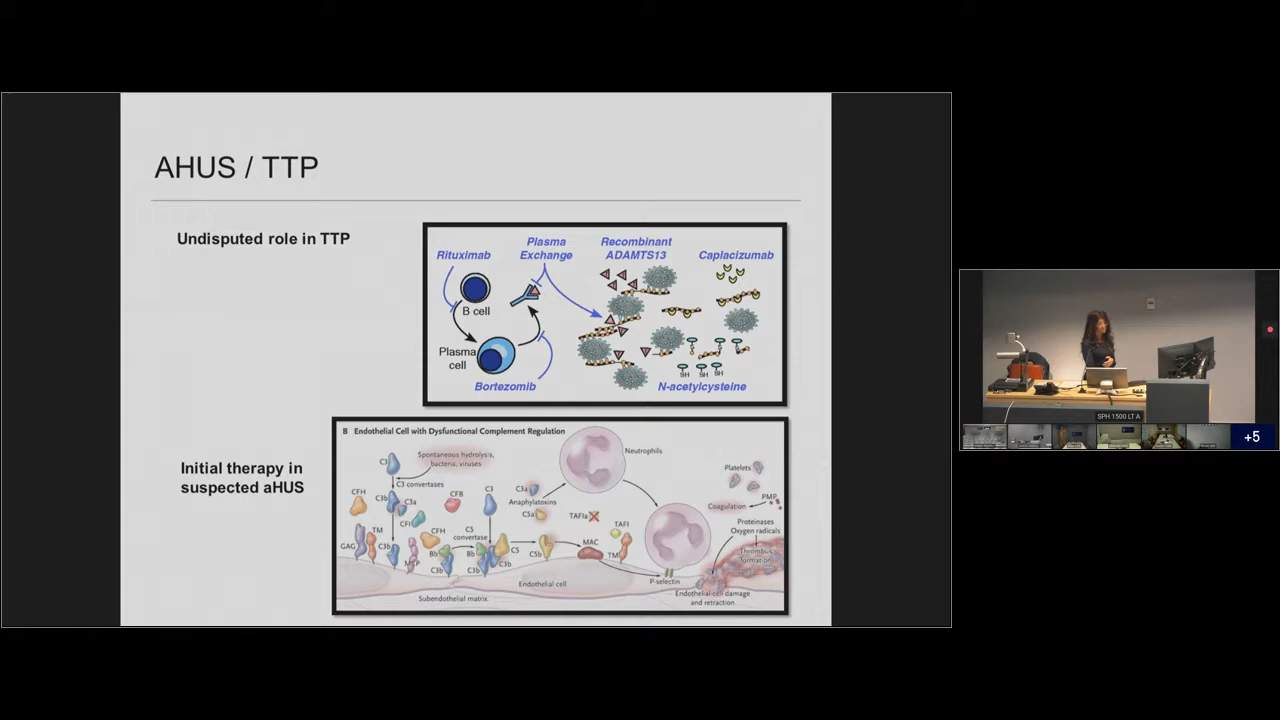 AHUS / TTP
Undisputed role in TTP
Rituximab
Plasma
Exchange
Recombinant
ADAMTS13
Caplacizumab
B cell
Plasma
cell
Bortezomib
N-acetylcysteine
SH SH SH
Initial therapy in
suspected aHUS
B Endothelial Cell with Dysfunctional Complement Regulation
Spontaneous hydrolysis,
bacteria, viruses
Neutrophils
Platelets
C3
C3 convertases
C3
C3a
Anaphylatoxins
C5a
CFH
C3b
C3a
CFB
PMP
Coagulation
TAFIa
TAFI
CFI
TM
CFH
C5
convertase
Proteinases
Oxygen radicals
GAG
C3b
MCP
Bb
C3b
Bb
C3b
C3b
C5
C5b
MAC
TM
Thrombus
formation
P-selectin
Endothelial cell
Subendothelial matrix
Endothelial cell damage
and retraction
SPH 1500 LT A
+5